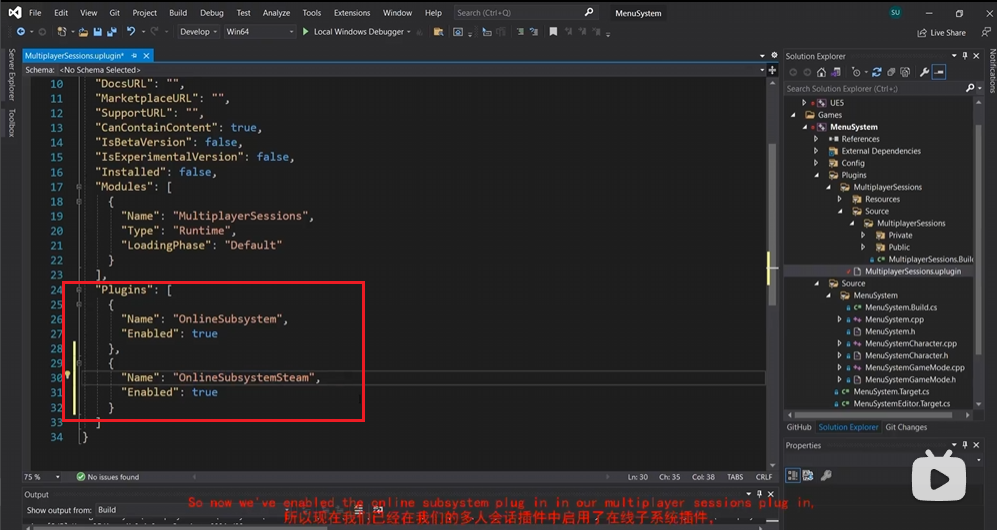 File Edit View Git Project Build Debug Test Analyze Tools Extensions Window Help Search (Ctrl+Q) MenuSystem SU
Develop Win64 Local Windows Debugger Live Share
Server Explorer
Toolbox
MultiplayerSessions.uplugin*
Schema: <No Schema Selected>
10 "DocsURL": "",
11 "MarketplaceURL": "",
12 "SupportURL": "",
13 "CanContainContent": true,
14 "IsBetaVersion": false,
15 "IsExperimentalVersion": false,
16 "Installed": false,
17 "Modules": [
18 {
19 "Name": "MultiplayerSessions",
20 "Type": "Runtime",
21 "LoadingPhase": "Default"
22 }
23 ],
24 "Plugins": [
25 {
26 "Name": "OnlineSubsystem",
27 "Enabled": true
28 },
29 {
30 "Name": "OnlineSubsystemSteam",
31 "Enabled": true
32 }
33 ]
34 }
75 % No issues found Ln: 30 Ch: 35 Col: 38 TABS CRLF
Output
Show output from: Build
Solution Explorer
Search Solution Explorer (Ctrl+;)
UE5
Games
MenuSystem
References
External Dependencies
Config
Plugins
MultiplayerSessions
Resources
Source
MultiplayerSessions
Private
Public
MultiplayerSessions.Buil
MultiplayerSessions.uplugin
Source
MenuSystem
MenuSystem.Build.cs
MenuSystem.cpp
MenuSystem.h
MenuSystemCharacter.cpp
MenuSystemCharacter.h
MenuSystemGameMode.cpp
MenuSystemGameMode.h
MenuSystem.Target.cs
MenuSystemEditor.Target.cs
GitHub Solution Explorer Git Changes
Properties
Notifications
So now we've enabled the online subsystem plug in in our multiplayer sessions plug in,
所以现在我们已经在我们的多人会话插件中启用了在线子系统插件,